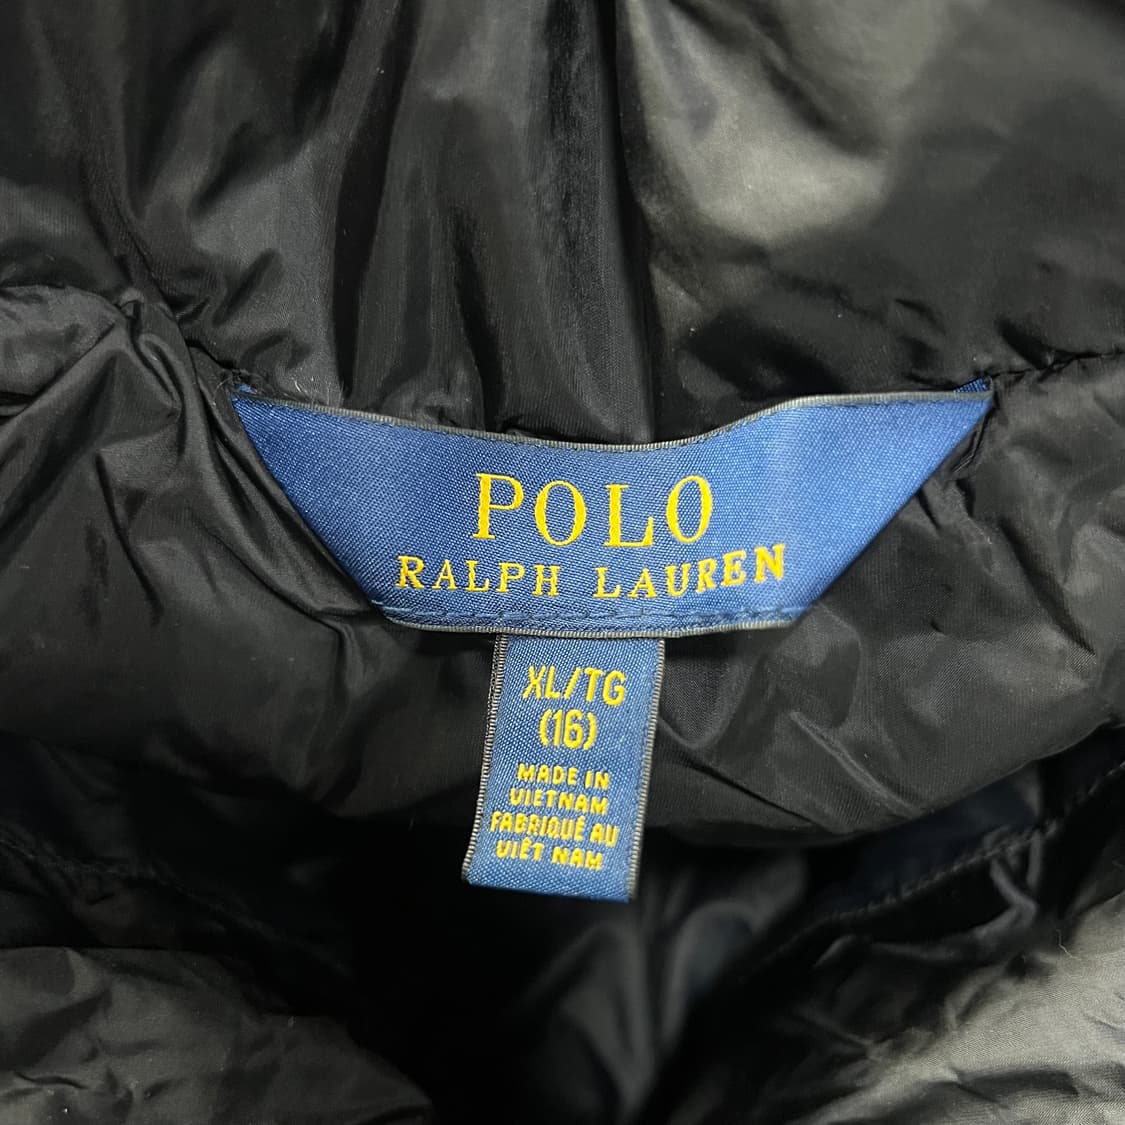 POLO
RALPH LAUREN
XL/TG
(16)
MADE IN
VIETNAM
FABRIQUÉ AU
VIÊT NAM